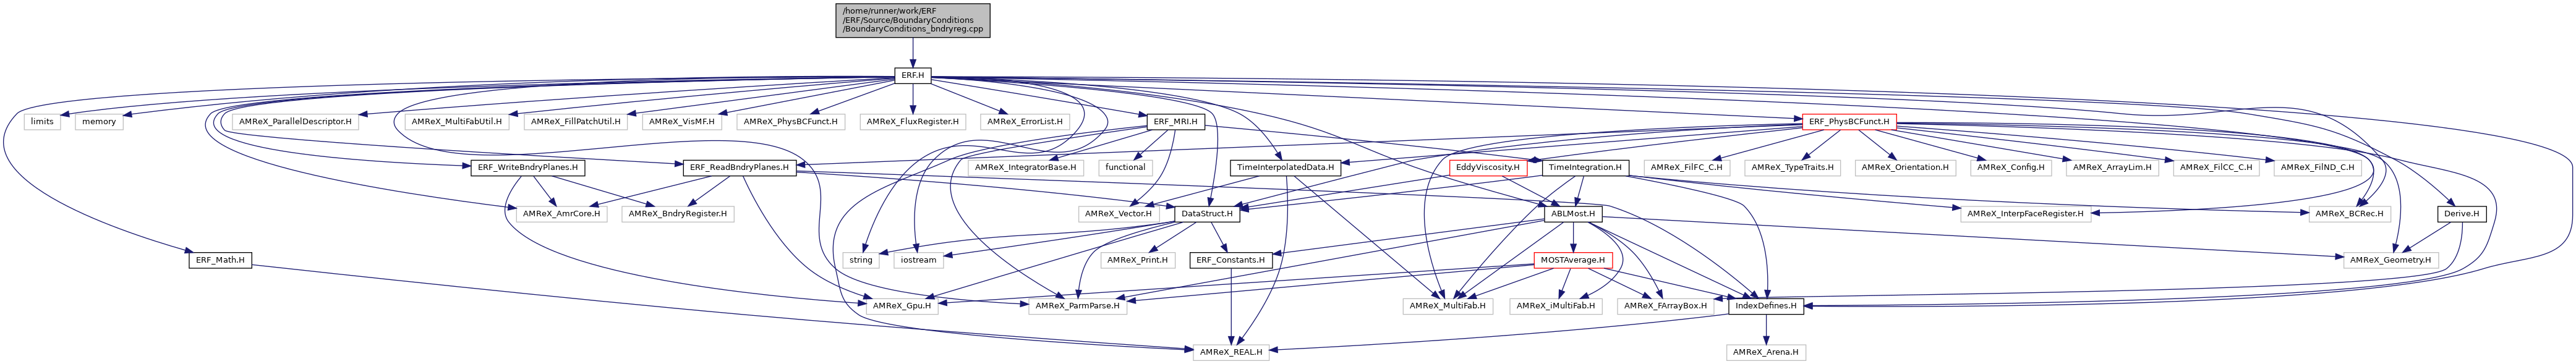 /home/runner/work/ERF
/ERF/Source/BoundaryConditions
/BoundaryConditions_bndryreg.cpp
ERF.H
limits
memory
AMReX_ParallelDescriptor.H
AMReX_MultiFabUtil.H
AMReX_FillPatchUtil.H
AMReX_VisMF.H
AMReX_PhysBCFunct.H
AMReX_FluxRegister.H
AMReX_ErrorList.H
ERF_MRI.H
ERF_PhysBCFunct.H
ERF_WriteBndryPlanes.H
ERF_ReadBndryPlanes.H
AMReX_IntegratorBase.H
functional
TimeInterpolatedData.H
EddyViscosity.H
TimeIntegration.H
AMReX_FilFC_C.H
AMReX_TypeTraits.H
AMReX_Orientation.H
AMReX_Config.H
AMReX_ArrayLim.H
AMReX_FilCC_C.H
AMReX_FilND_C.H
AMReX_AmrCore.H
AMReX_BndryRegister.H
AMReX_Vector.H
DataStruct.H
ABLMost.H
AMReX_InterpFaceRegister.H
AMReX_BCRec.H
Derive.H
ERF_Math.H
string
iostream
AMReX_Print.H
ERF_Constants.H
MOSTAverage.H
AMReX_Geometry.H
AMReX_Gpu.H
AMReX_ParmParse.H
AMReX_MultiFab.H
AMReX_iMultiFab.H
AMReX_FArrayBox.H
IndexDefines.H
AMReX_REAL.H
AMReX_Arena.H